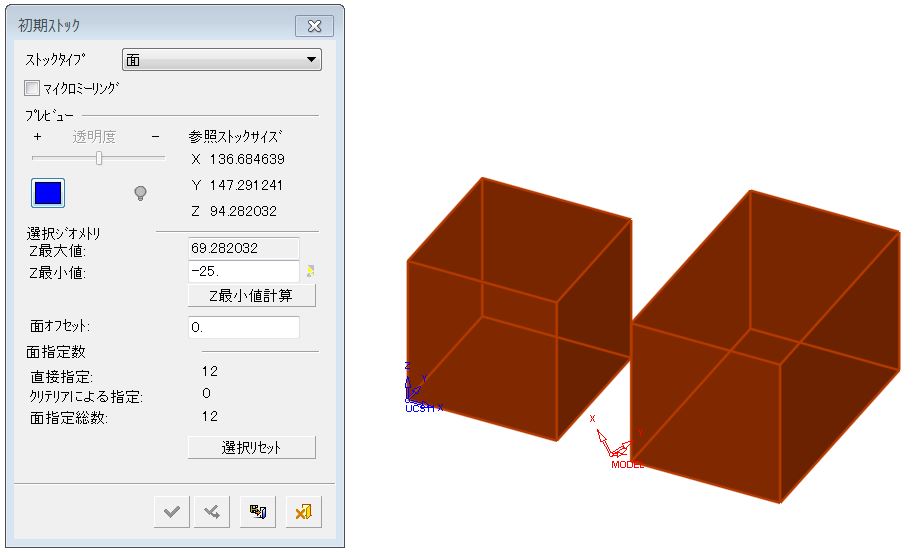 初期ｽﾄｯｸ
ｽﾄｯｸﾀｲﾌﾟ
面
ﾏｲｸﾛﾐｰﾘﾝｸﾞ
ﾌﾟﾚﾋﾞｭｰ
+ 透明度 -
参照ｽﾄｯｸｻｲｽﾞ
X 136.684639
Y 147.291241
Z 94.282032
選択ｼﾞｵﾒﾄﾘ
Z最大値: 69.282032
Z最小値: -25.
Z最小値計算
面ｵﾌｾｯﾄ: 0.
面指定数
直接指定: 12
ｸﾘﾃﾘｱによる指定: 0
面指定総数: 12
選択ﾘｾｯﾄ
Z
Y
X
X
Y
MODEL